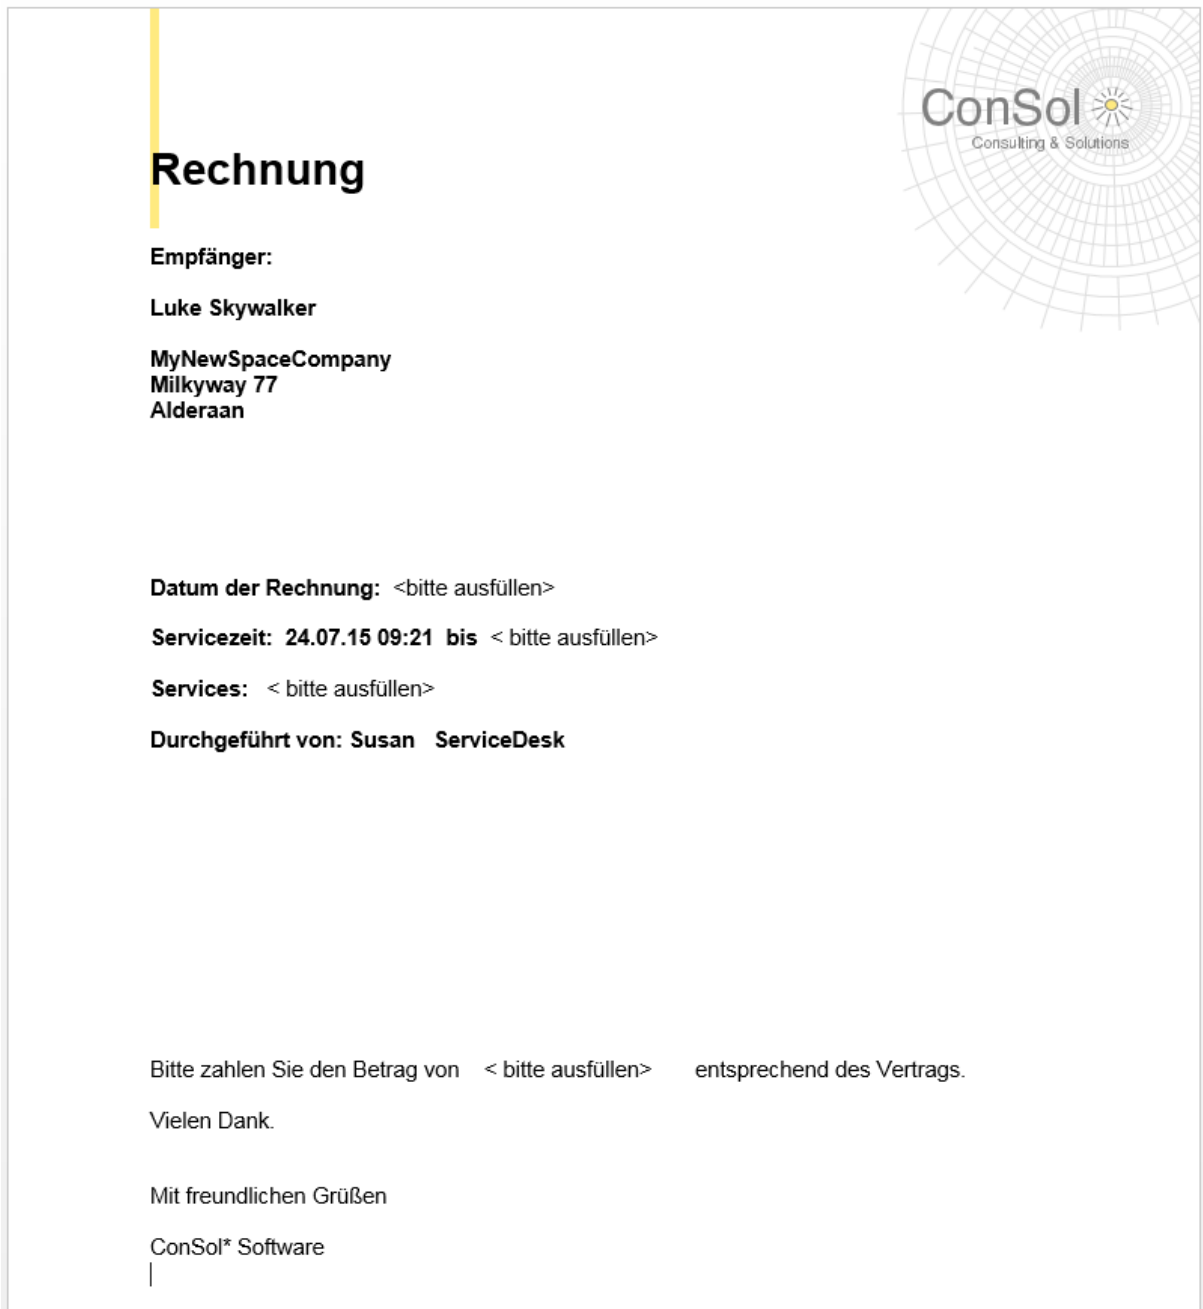 ConSol
Consulting & Solutions
Rechnung
Empfänger:
Luke Skywalker
MyNewSpaceCompany
Milkyway 77
Alderaan
Datum der Rechnung: <bitte ausfüllen>
Servicezeit: 24.07.15 09:21 bis < bitte ausfüllen>
Services: < bitte ausfüllen>
Durchgeführt von: Susan ServiceDesk
Bitte zahlen Sie den Betrag von < bitte ausfüllen> entsprechend des Vertrags.
Vielen Dank.
Mit freundlichen Grüßen
ConSol* Software